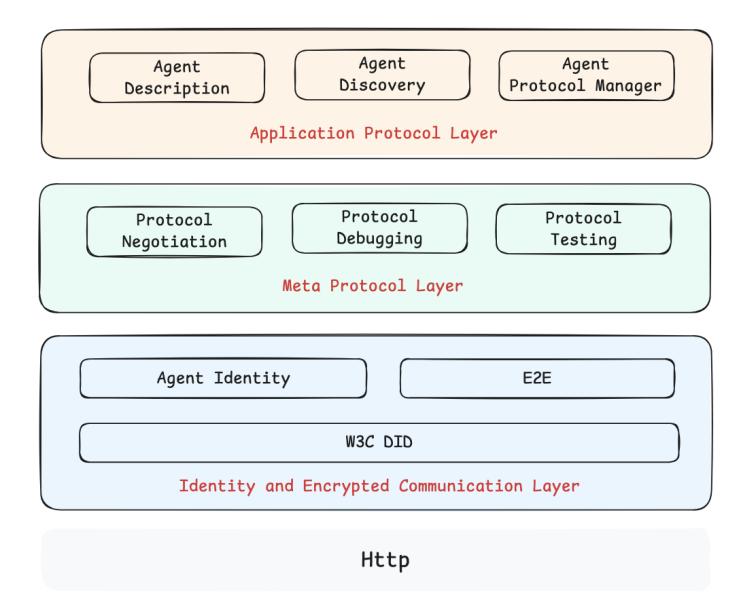 Agent
Description
Agent
Discovery
Agent
Protocol Manager
Application Protocol Layer
Protocol
Negotiation
Protocol
Debugging
Protocol
Testing
Meta Protocol Layer
Agent Identity
E2E
W3C DID
Identity and Encrypted Communication Layer
Http